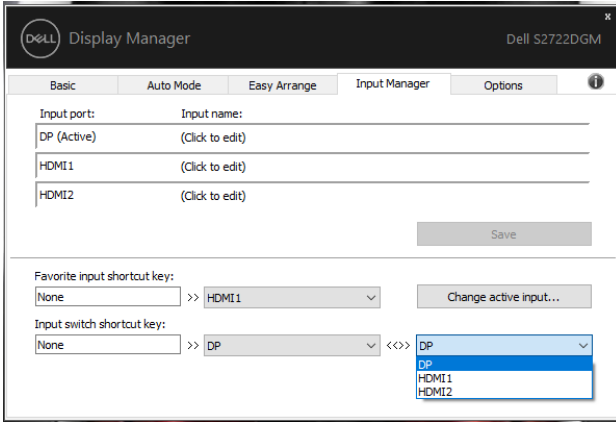 x
DELL Display Manager Dell S2722DGM
Basic Auto Mode Easy Arrange Input Manager Options i
Input port: Input name:
DP (Active) (Click to edit)
HDMI1 (Click to edit)
HDMI2 (Click to edit)
Save
Favorite input shortcut key:
None >> HDMI1 Change active input...
Input switch shortcut key:
None >> DP <<>> DP
DP
HDMI1
HDMI2